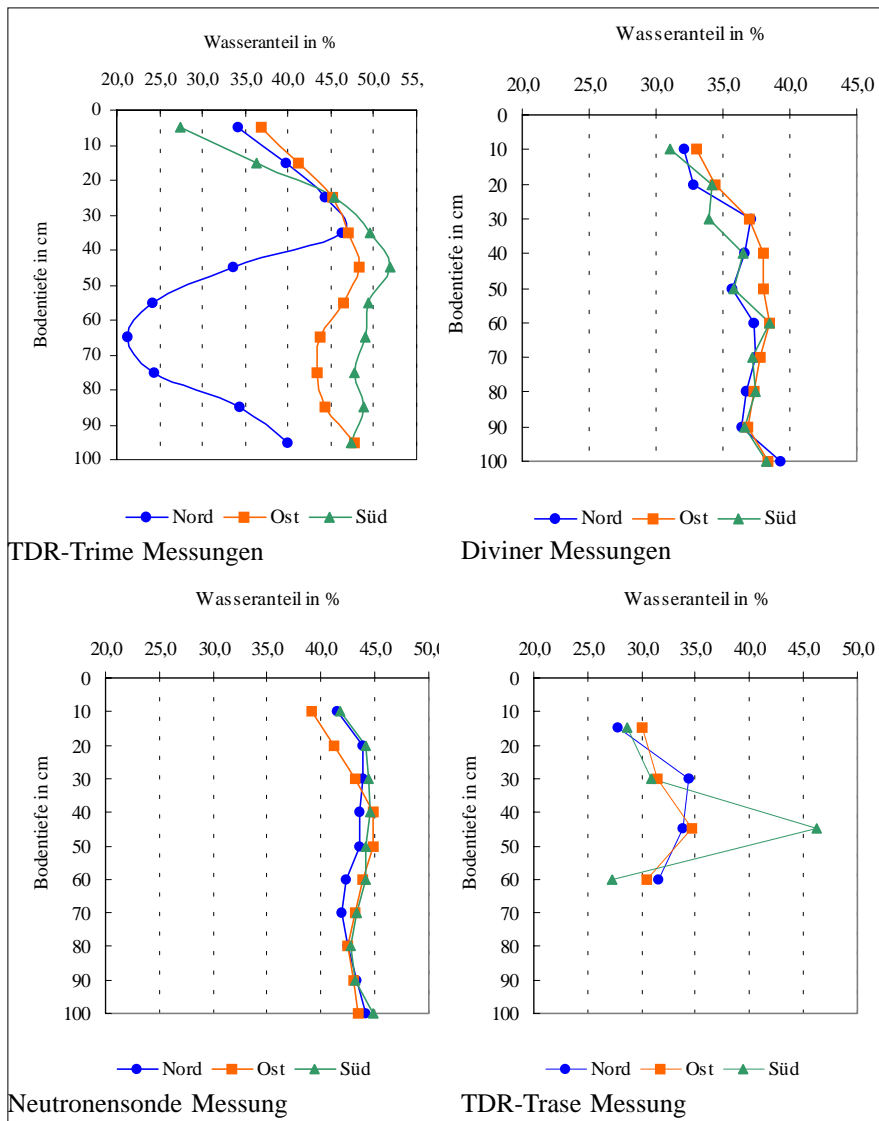 Wasseranteil in %
20,0 25,0 30,0 35,0 40,0 45,0 50,0 55,
Bodentiefe in cm
0
10
20
30
40
50
60
70
80
90
100
Nord Ost Süd
TDR-Trime Messungen
Wasseranteil in %
20,0 25,0 30,0 35,0 40,0 45,0
Bodentiefe in cm
0
10
20
30
40
50
60
70
80
90
100
Nord Ost Süd
Diviner Messungen
Wasseranteil in %
20,0 25,0 30,0 35,0 40,0 45,0 50,0
Bodentiefe in cm
0
10
20
30
40
50
60
70
80
90
100
Nord Ost Süd
Neutronensonde Messung
Wasseranteil in %
20,0 25,0 30,0 35,0 40,0 45,0 50,0
Bodentiefe in cm
0
10
20
30
40
50
60
70
80
90
100
Nord Ost Süd
TDR-Trase Messung